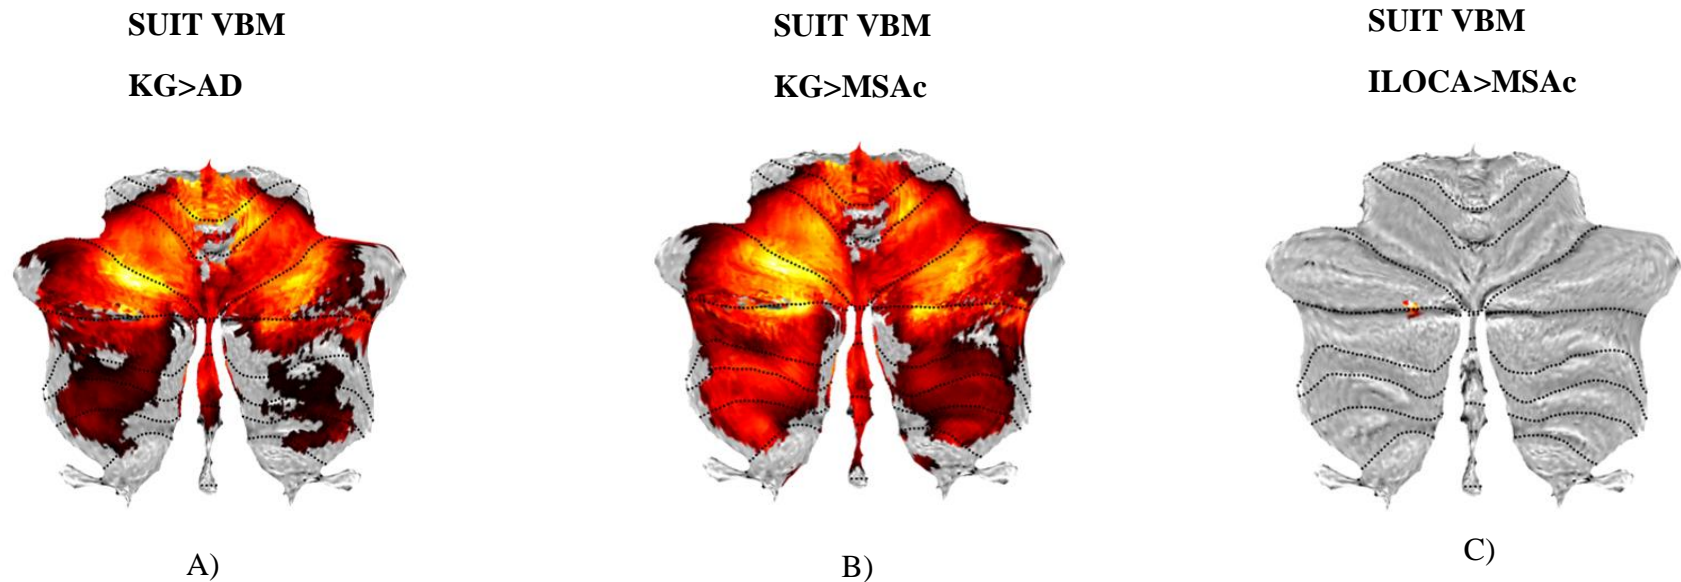 SUIT VBM
KG>AD
A)
SUIT VBM
KG>MSAc
B)
SUIT VBM
ILOCA>MSAc
C)